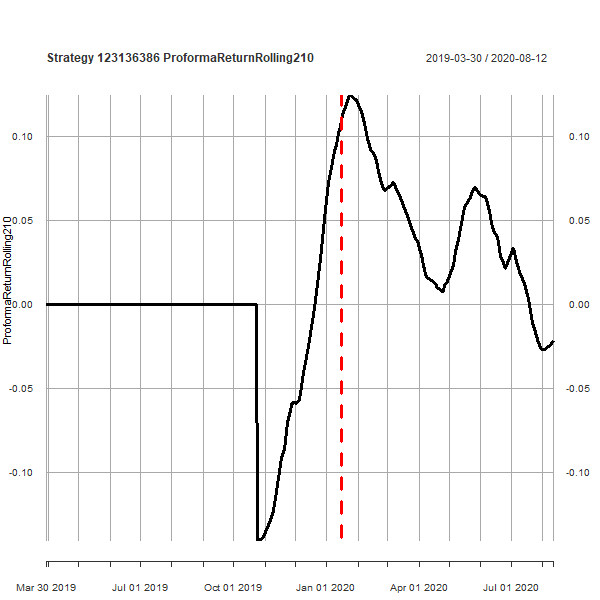 Strategy 123136386 ProformaReturnRolling210
2019-03-30 / 2020-08-12
ProformaReturnRolling210
0.10 0.10
0.05 0.05
0.00 0.00
-0.05 -0.05
-0.10 -0.10
Mar 30 2019 Jul 01 2019 Oct 01 2019 Jan 01 2020 Apr 01 2020 Jul 01 2020